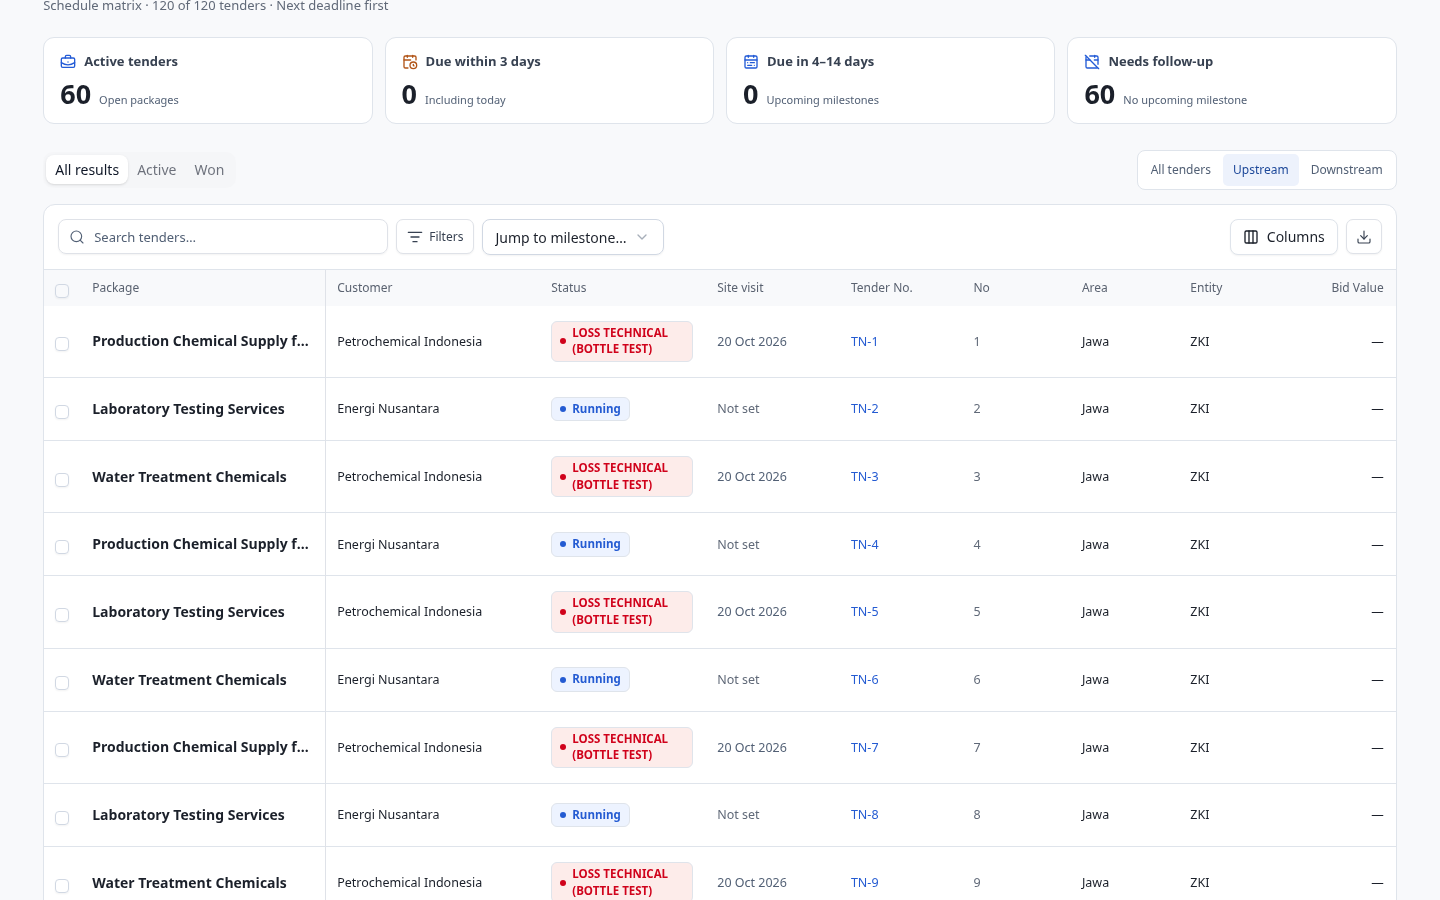 Schedule matrix · 120 of 120 tenders · Next deadline first
Active tenders
60 Open packages
Due within 3 days
0 Including today
Due in 4–14 days
0 Upcoming milestones
Needs follow-up
60 No upcoming milestone
All results Active Won
All tenders Upstream Downstream
Search tenders...
Filters
Jump to milestone...
Columns
Package Customer Status Site visit Tender No. No Area Entity Bid Value
Production Chemical Supply f... Petrochemical Indonesia LOSS TECHNICAL (BOTTLE TEST) 20 Oct 2026 TN-1 1 Jawa ZKI —
Laboratory Testing Services Energi Nusantara Running Not set TN-2 2 Jawa ZKI —
Water Treatment Chemicals Petrochemical Indonesia LOSS TECHNICAL (BOTTLE TEST) 20 Oct 2026 TN-3 3 Jawa ZKI —
Production Chemical Supply f... Energi Nusantara Running Not set TN-4 4 Jawa ZKI —
Laboratory Testing Services Petrochemical Indonesia LOSS TECHNICAL (BOTTLE TEST) 20 Oct 2026 TN-5 5 Jawa ZKI —
Water Treatment Chemicals Energi Nusantara Running Not set TN-6 6 Jawa ZKI —
Production Chemical Supply f... Petrochemical Indonesia LOSS TECHNICAL (BOTTLE TEST) 20 Oct 2026 TN-7 7 Jawa ZKI —
Laboratory Testing Services Energi Nusantara Running Not set TN-8 8 Jawa ZKI —
Water Treatment Chemicals Petrochemical Indonesia LOSS TECHNICAL (BOTTLE TEST) 20 Oct 2026 TN-9 9 Jawa ZKI —